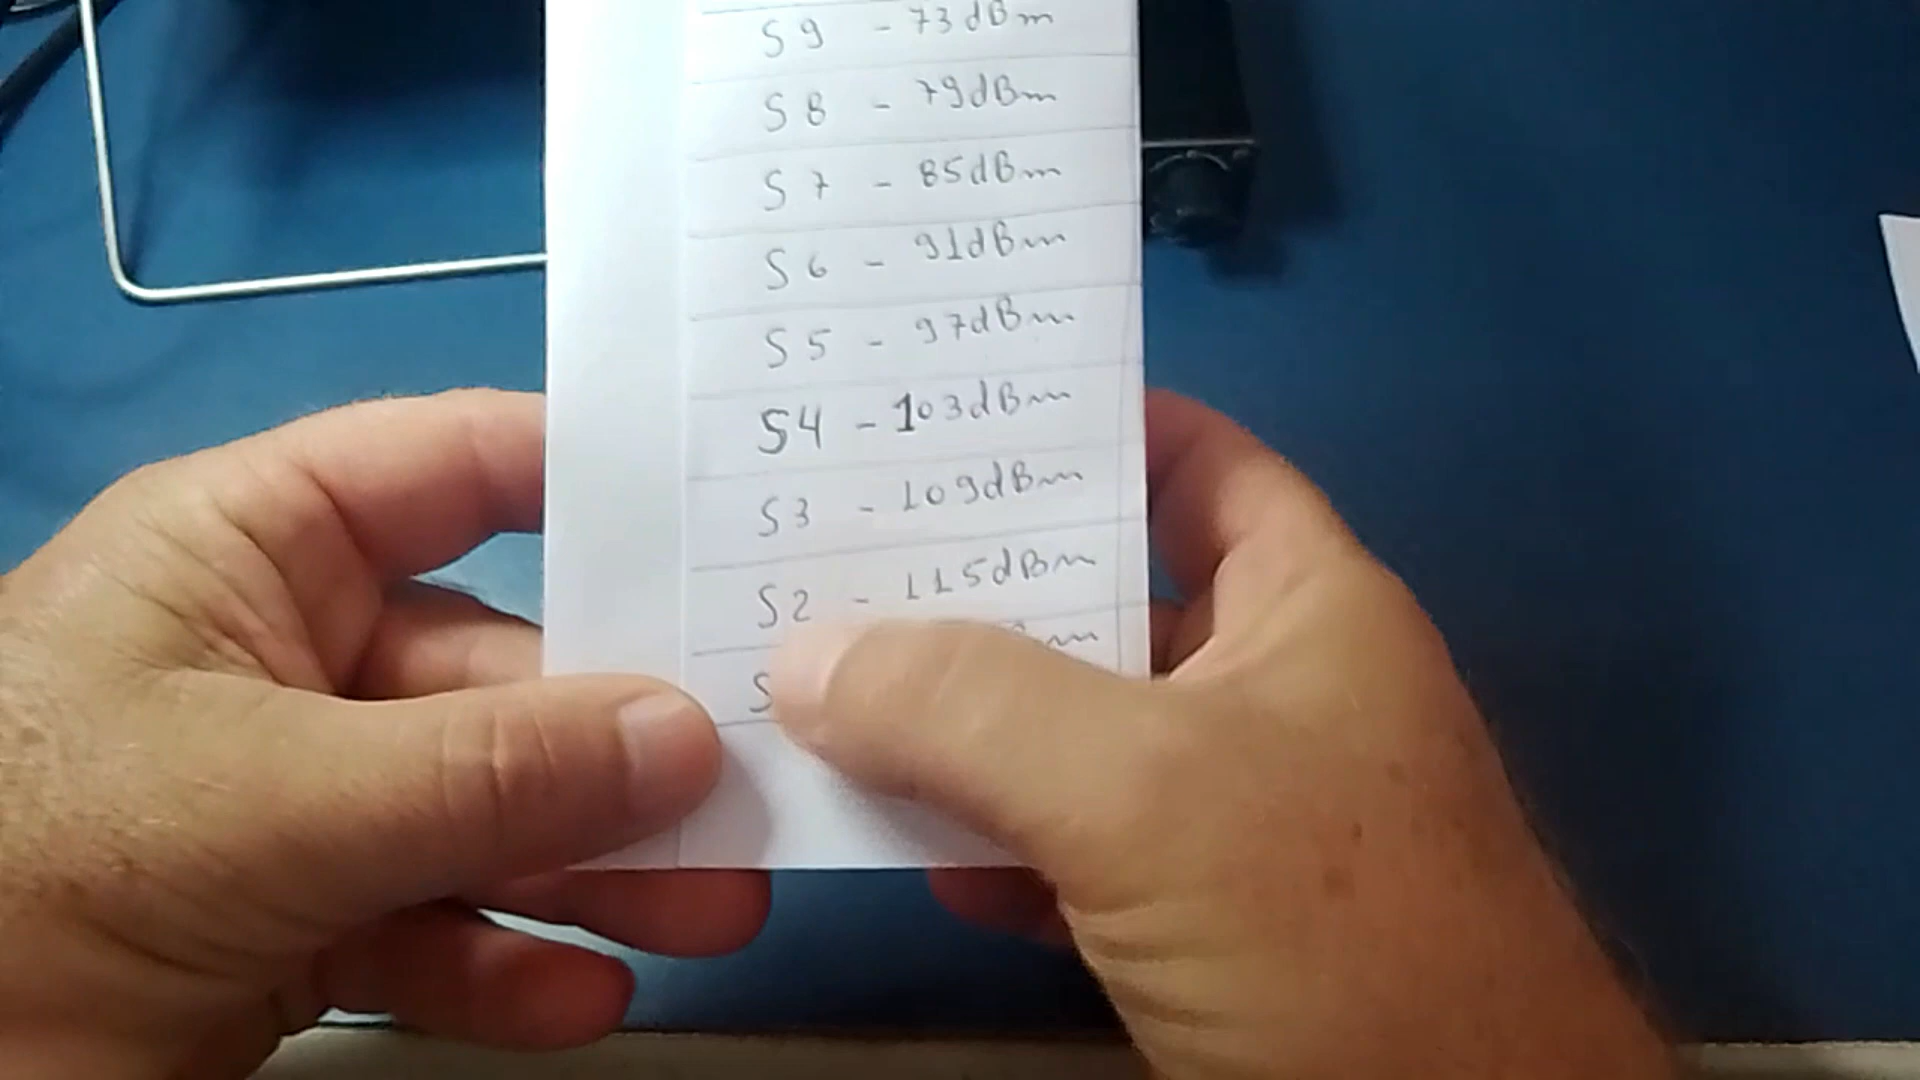 S9 - 73dBm
S8 - 79dBm
S7 - 85dBm
S6 - 91dBm
S5 - 97dBm
S4 - 103dBm
S3 - 109dBm
S2 - 115dBm